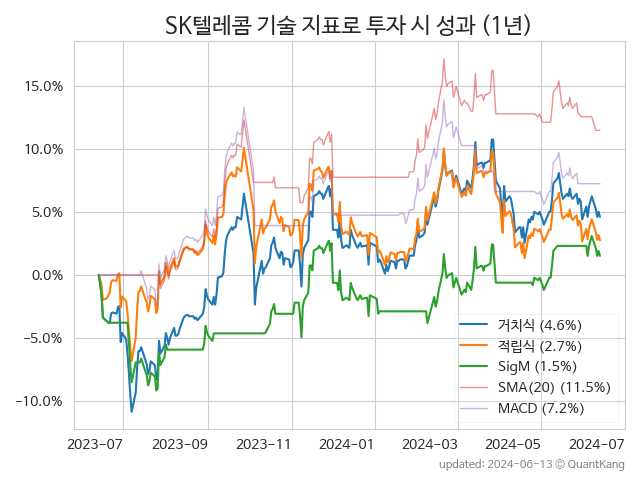 SK텔레콤 기술 지표로 투자 시 성과 (1년)
15.0%
10.0%
5.0%
0.0%
−5.0%
−10.0%
거치식 (4.6%)
적립식 (2.7%)
SigM (1.5%)
SMA(20) (11.5%)
MACD (7.2%)
2023-07 2023-09 2023-11 2024-01 2024-03 2024-05 2024-07
updated: 2024-06-13 © QuantKang